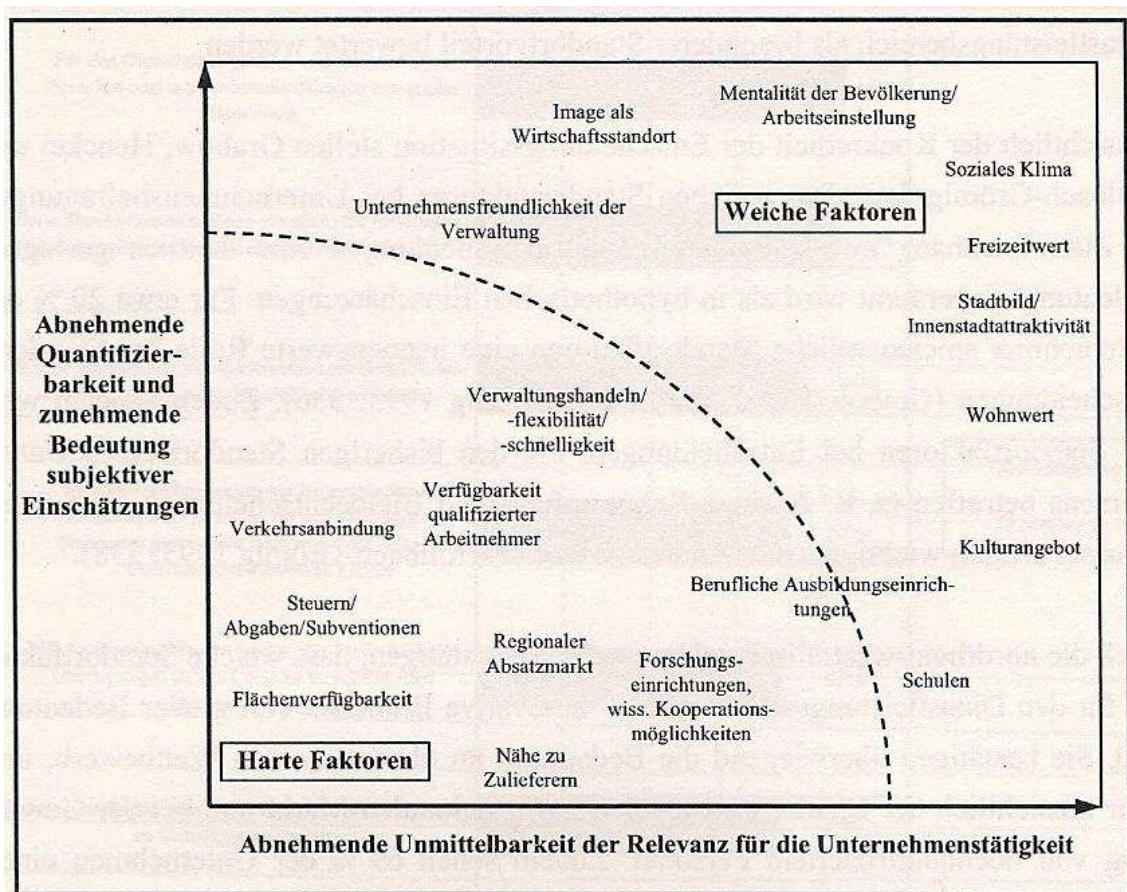 Image als
Wirtschaftsstandort
Mentalität der Bevölkerung/
Arbeitseinstellung
Soziales Klima
Unternehmensfreundlichkeit der
Verwaltung
Weiche Faktoren
Freizeitwert
Stadtbild/
Innenstadtattraktivität
Abnehmende
Quantifizier-
barkeit und
zunehmende
Bedeutung
subjektiver
Einschätzungen
Verwaltungshandeln/
-flexibilität/
-schnelligkeit
Wohnwert
Verkehrsanbindung
Verfügbarkeit
qualifizierter
Arbeitnehmer
Kulturangebot
Berufliche Ausbildungseinrich-
tungen
Steuern/
Abgaben/Subventionen
Regionaler
Absatzmarkt
Forschungs-
einrichtungen,
wiss. Kooperations-
möglichkeiten
Schulen
Flächenverfügbarkeit
Harte Faktoren
Nähe zu
Zulieferern
Abnehmende Unmittelbarkeit der Relevanz für die Unternehmenstätigkeit